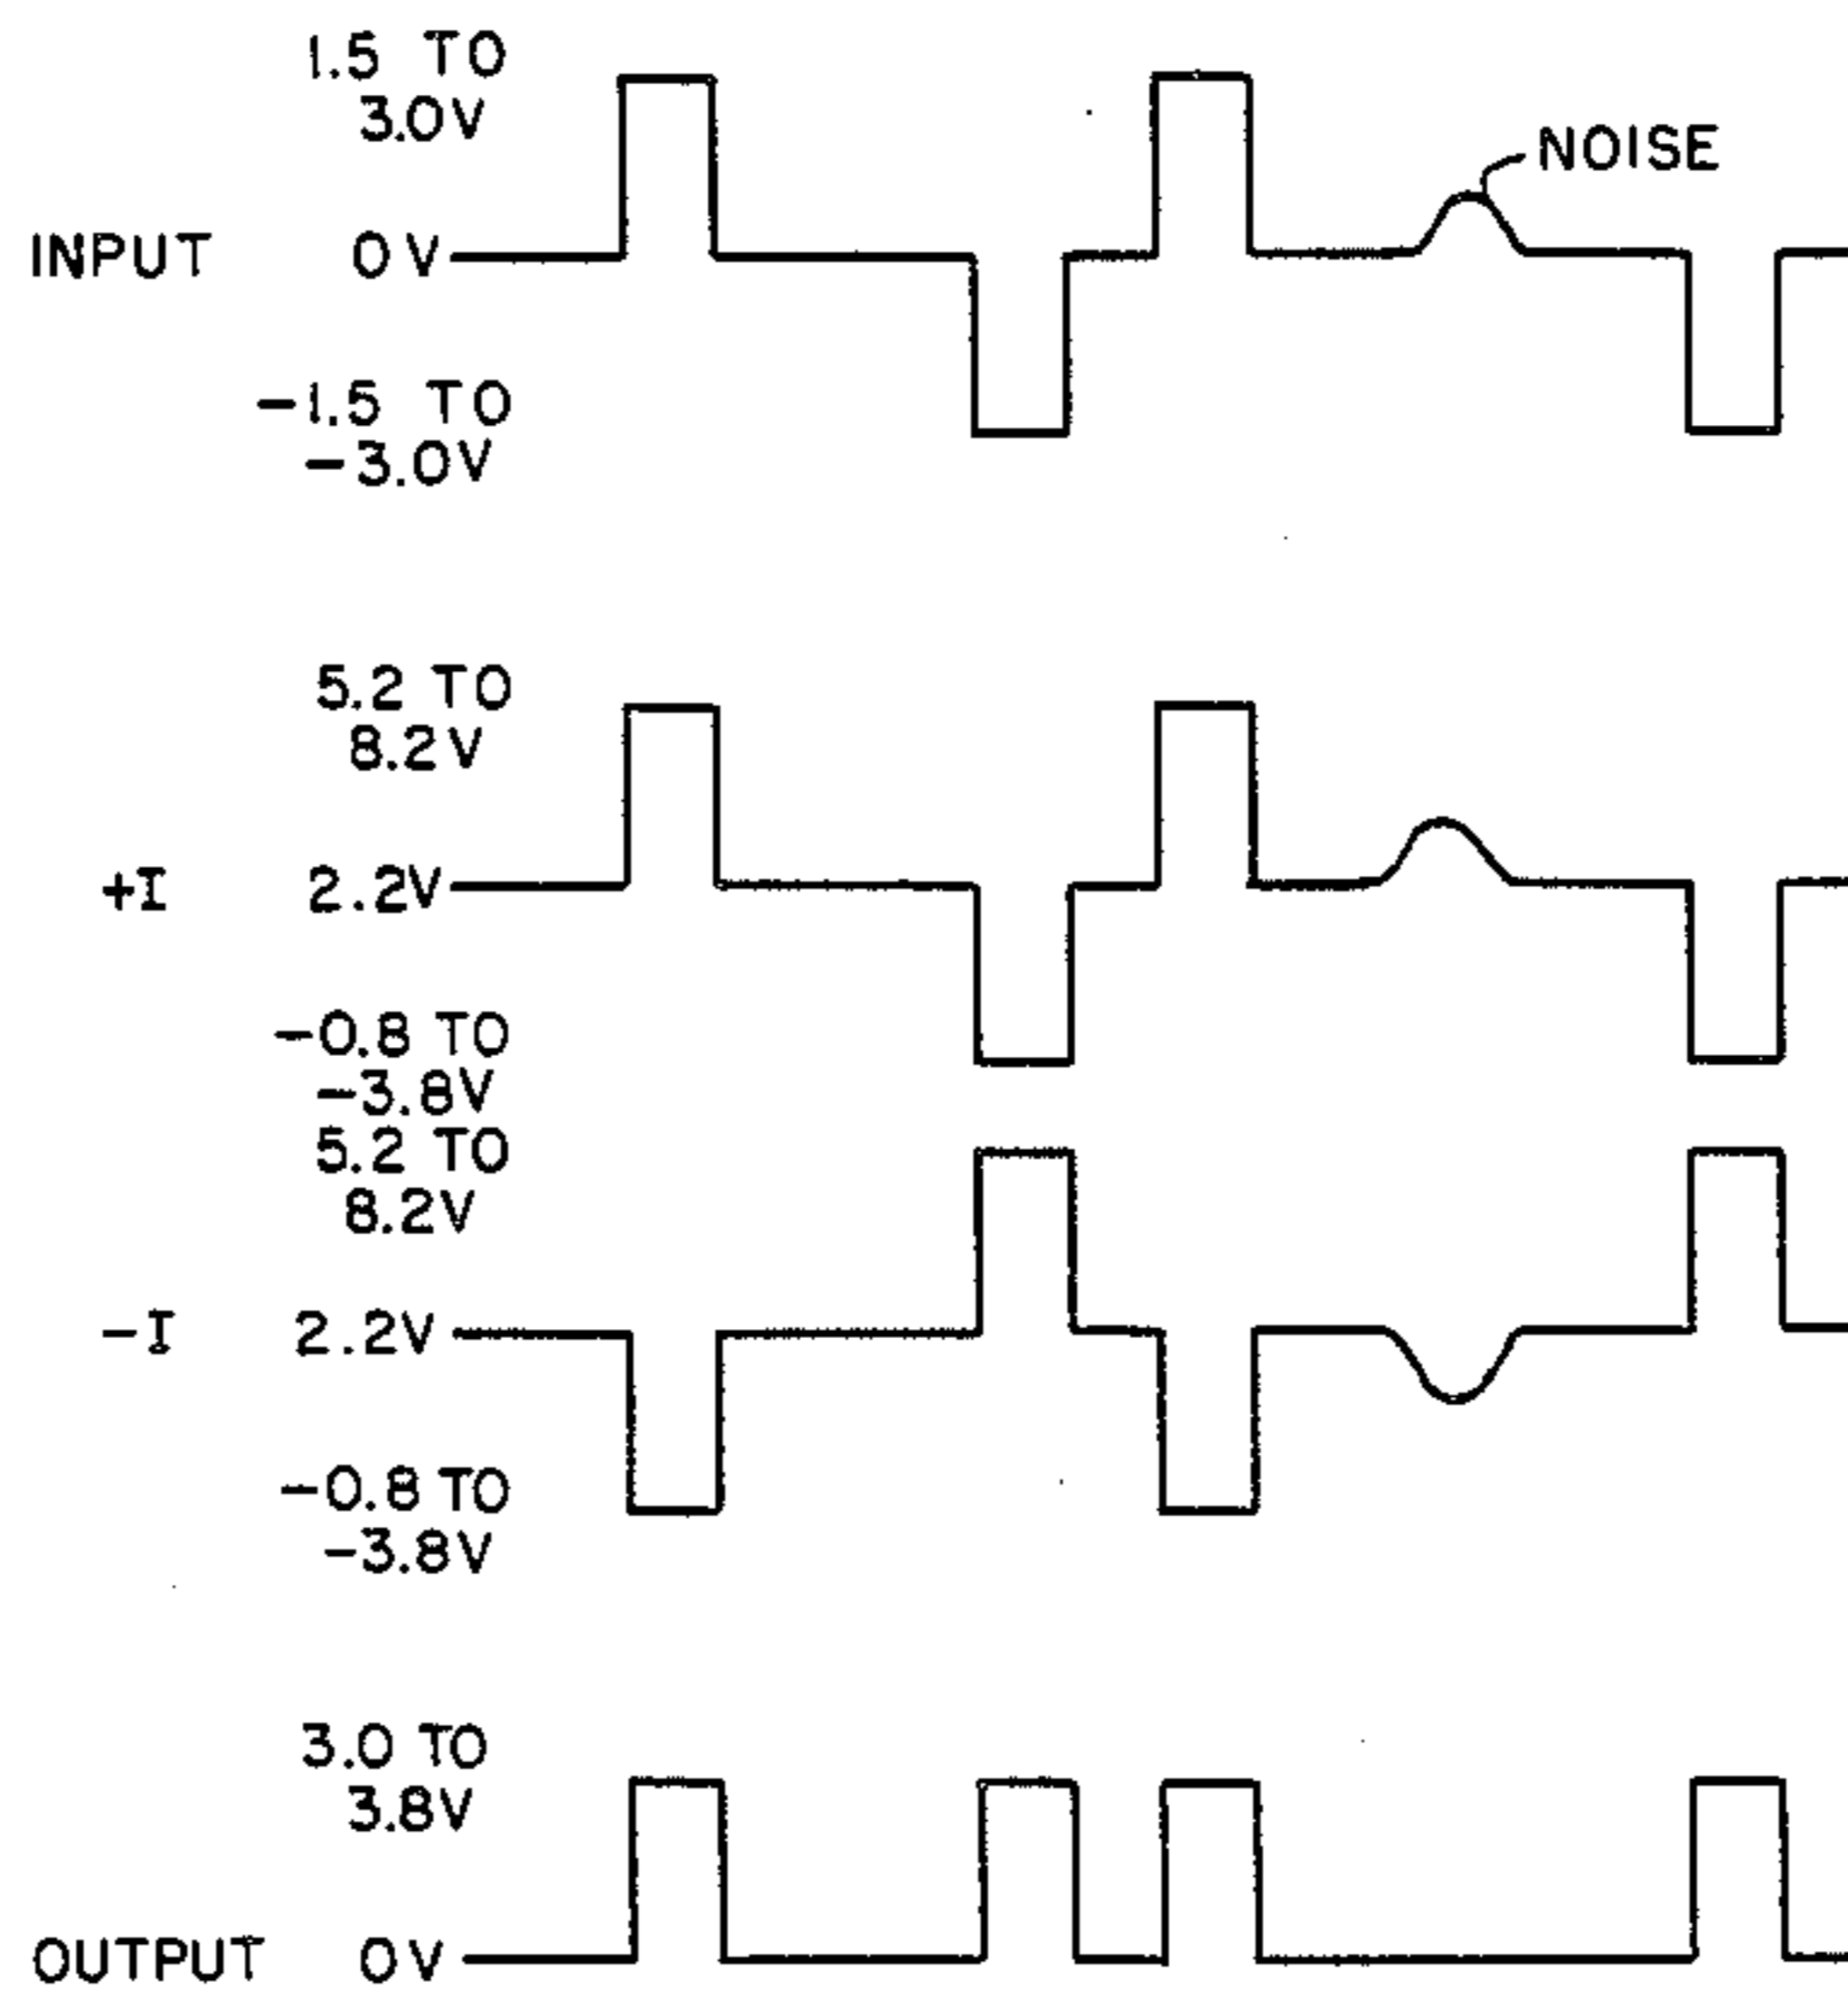 1.5 TO
3.0V
NOISE
INPUT 0V
-1.5 TO
-3.0V
5.2 TO
8.2V
+I 2.2V
-0.8 TO
-3.8V
5.2 TO
8.2V
-I 2.2V
-0.8 TO
-3.8V
3.0 TO
3.8V
OUTPUT 0V